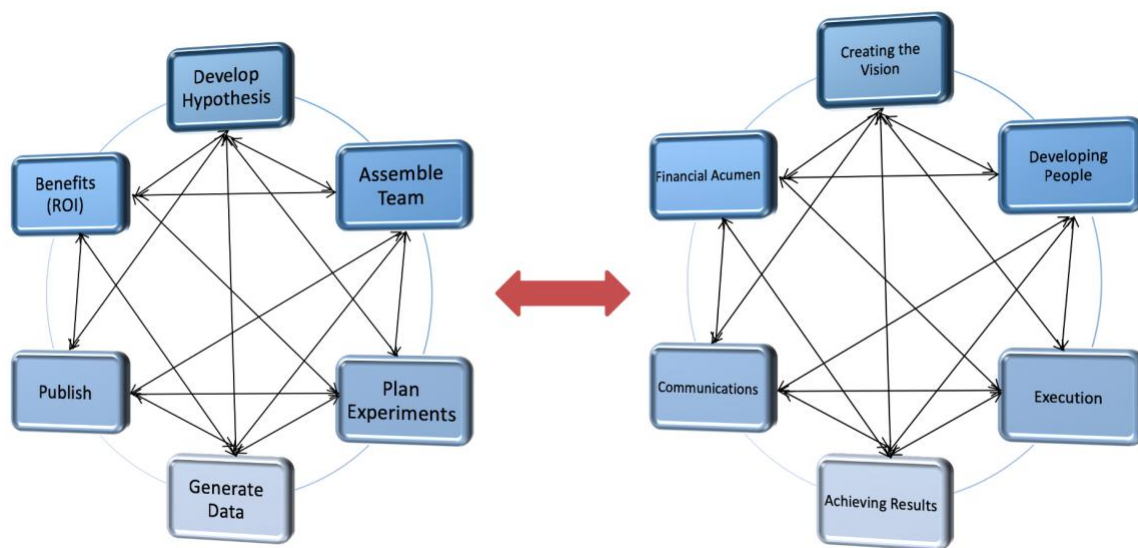 Develop
Hypothesis
Assemble
Team
Plan
Experiments
Generate
Data
Publish
Benefits
(ROI)
Creating the
Vision
Developing
People
Execution
Achieving Results
Communications
Financial Acumen